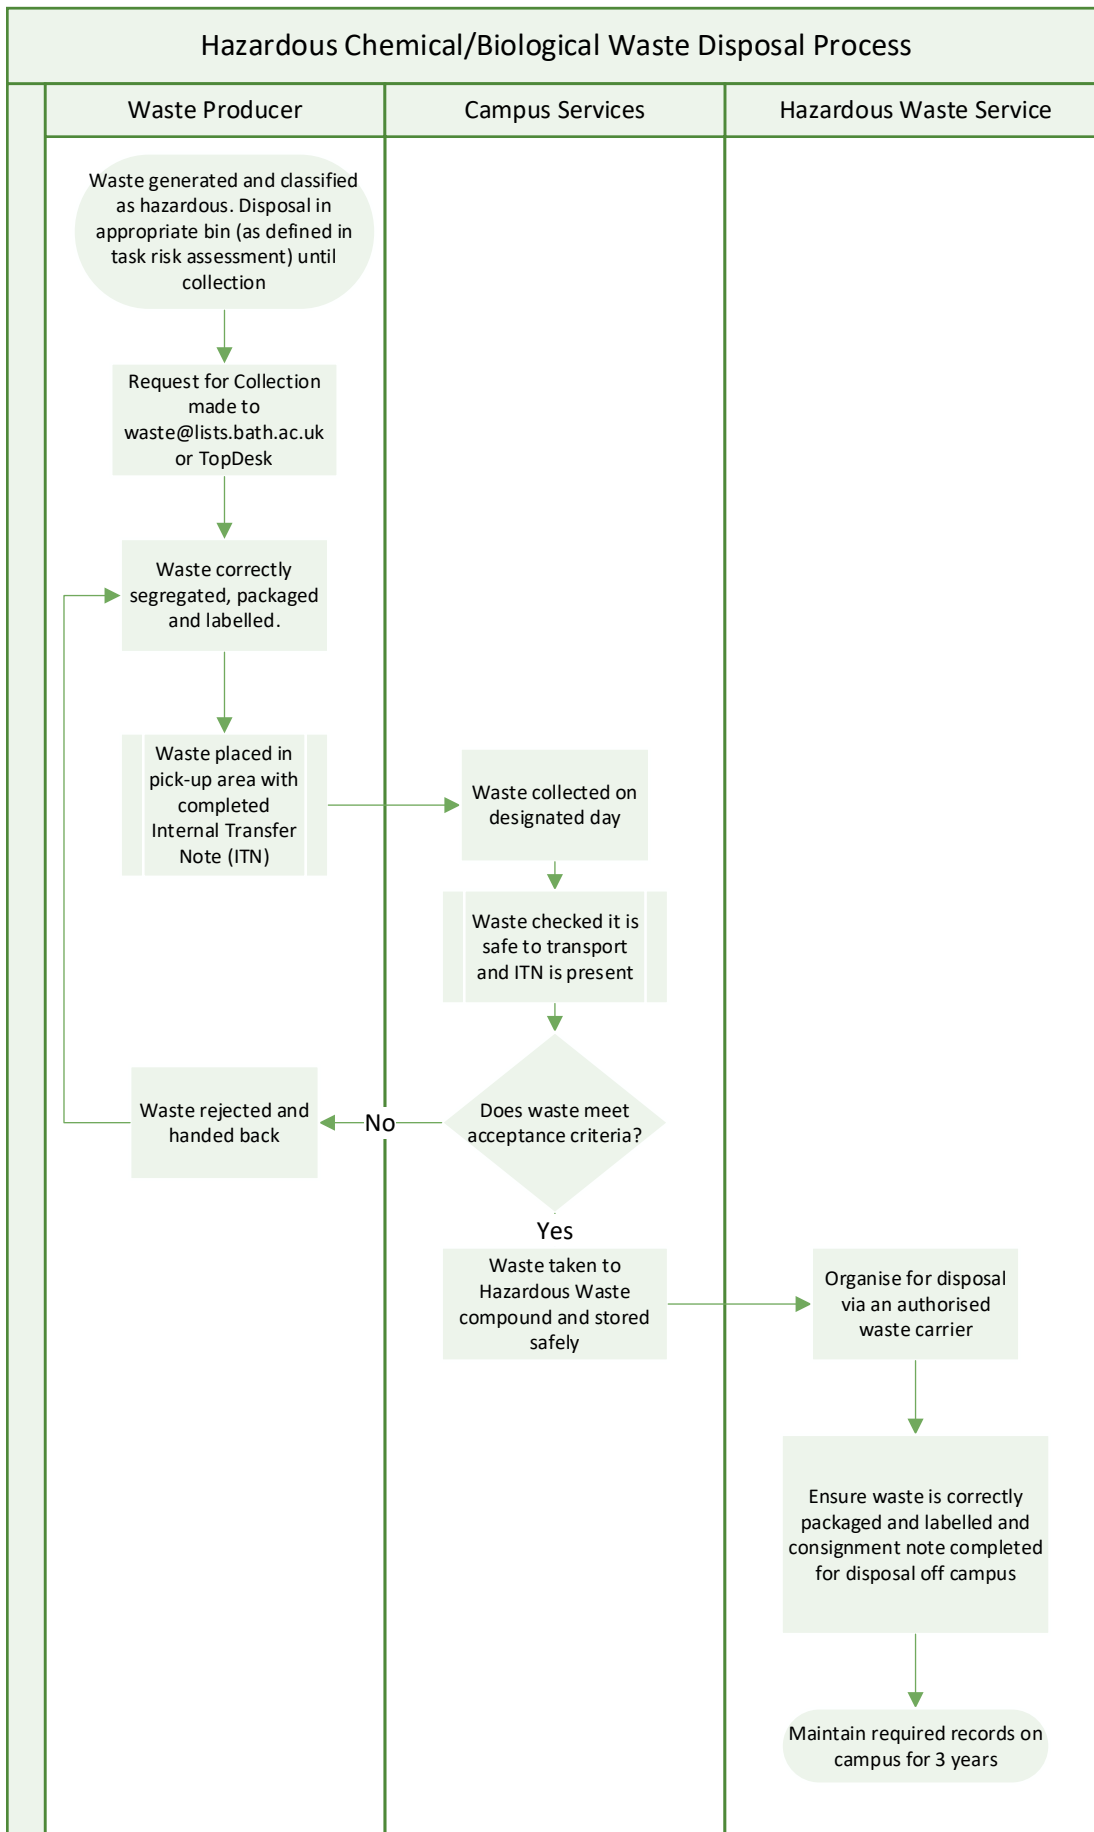 Hazardous Chemical/Biological Waste Disposal Process
Waste Producer
Campus Services
Hazardous Waste Service
Waste generated and classified
as hazardous. Disposal in
appropriate bin (as defined in
task risk assessment) until
collection
Request for Collection
made to
waste@lists.bath.ac.uk
or TopDesk
Waste correctly
segregated, packaged
and labelled.
Waste placed in
pick-up area with
completed
Internal Transfer
Note (ITN)
Waste collected on
designated day
Waste checked it is
safe to transport
and ITN is present
Does waste meet
acceptance criteria?
No
Waste rejected and
handed back
Yes
Waste taken to
Hazardous Waste
compound and stored
safely
Organise for disposal
via an authorised
waste carrier
Ensure waste is correctly
packaged and labelled and
consignment note completed
for disposal off campus
Maintain required records on
campus for 3 years